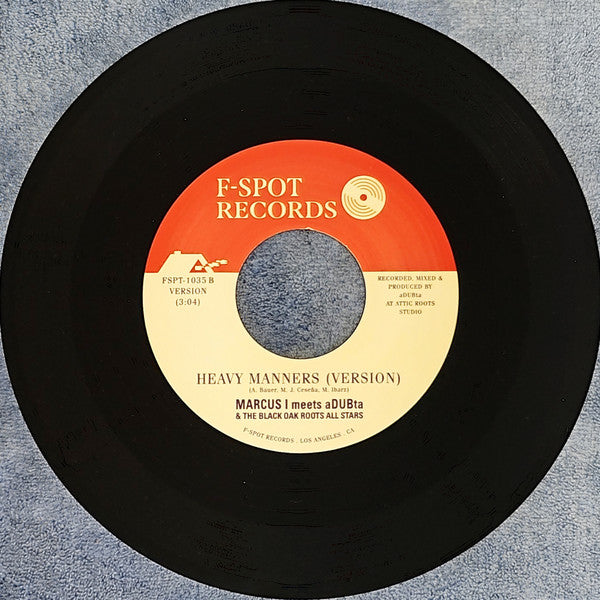 F-SPOT
RECORDS
FSPT-1035 B
VERSION
(3:04)
RECORDED, MIXED &
PRODUCED BY
aDUBta
AT ATTIC ROOTS
STUDIO
HEAVY MANNERS (VERSION)
(A. Bauer, M. J. Ceseña, M. Ibarz)
MARCUS I meets aDUBta
& THE BLACK OAK ROOTS ALL STARS
F-SPOT RECORDS . LOS ANGELES . CA